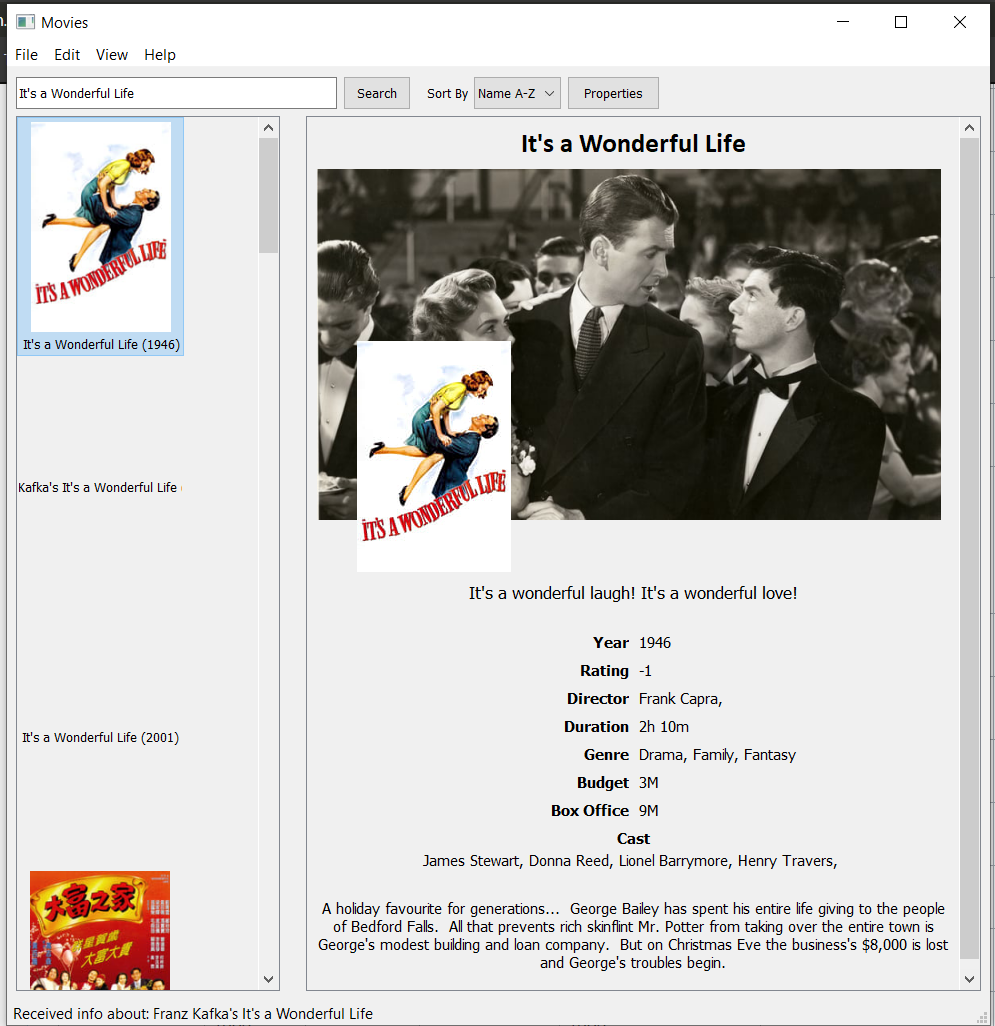 Movies
File Edit View Help
It's a Wonderful Life Search Sort By Name A-Z Properties
IT'S A WONDERFUL LIFE
It's a Wonderful Life (1946)
Kafka's It's a Wonderful Life
It's a Wonderful Life (2001)
大富之家
大富大貴
It's a Wonderful Life
IT'S A WONDERFUL LIFE
It's a wonderful laugh! It's a wonderful love!
Year 1946
Rating -1
Director Frank Capra,
Duration 2h 10m
Genre Drama, Family, Fantasy
Budget 3M
Box Office 9M
Cast
James Stewart, Donna Reed, Lionel Barrymore, Henry Travers,
A holiday favourite for generations... George Bailey has spent his entire life giving to the people
of Bedford Falls. All that prevents rich skinflint Mr. Potter from taking over the entire town is
George's modest building and loan company. But on Christmas Eve the business's $8,000 is lost
and George's troubles begin.
Received info about: Franz Kafka's It's a Wonderful Life